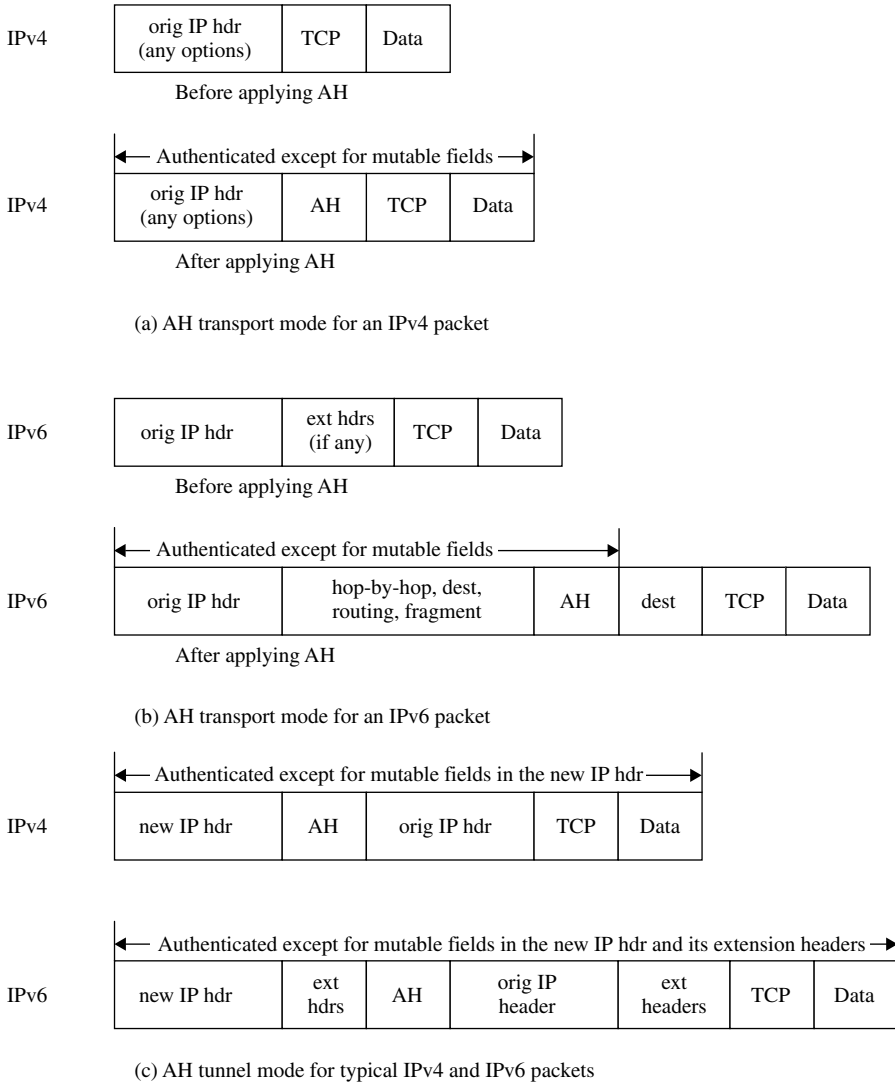 IPv4
orig IP hdr
(any options)
TCP
Data
Before applying AH
Authenticated except for mutable fields
IPv4
orig IP hdr
(any options)
AH
TCP
Data
After applying AH
(a) AH transport mode for an IPv4 packet
IPv6
orig IP hdr
ext hdrs
(if any)
TCP
Data
Before applying AH
Authenticated except for mutable fields
IPv6
orig IP hdr
hop-by-hop, dest,
routing, fragment
AH
dest
TCP
Data
After applying AH
(b) AH transport mode for an IPv6 packet
Authenticated except for mutable fields in the new IP hdr
IPv4
new IP hdr
AH
orig IP hdr
TCP
Data
Authenticated except for mutable fields in the new IP hdr and its extension headers
IPv6
new IP hdr
ext
hdrs
AH
orig IP
header
ext
headers
TCP
Data
(c) AH tunnel mode for typical IPv4 and IPv6 packets